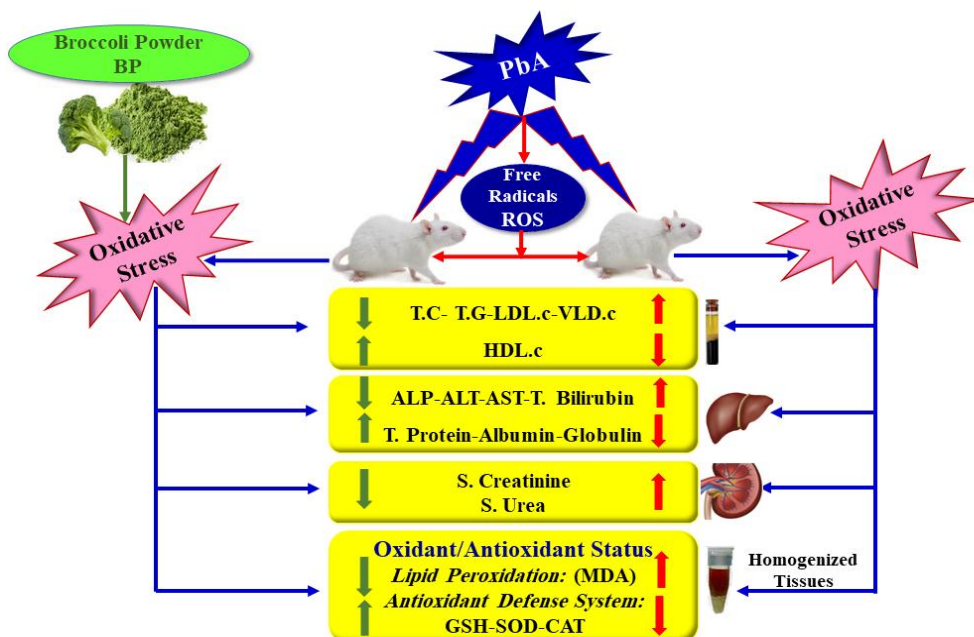 Broccoli Powder
BP
PbA
Free
Radicals
ROS
Oxidative
Stress
Oxidative
Stress
T.C- T.G-LDL.c-VLD.c
HDL.c
ALP-ALT-AST-T. Bilirubin
T. Protein-Albumin-Globulin
S. Creatinine
S. Urea
Oxidant/Antioxidant Status
Lipid Peroxidation: (MDA)
Antioxidant Defense System:
GSH-SOD-CAT
Homogenized
Tissues